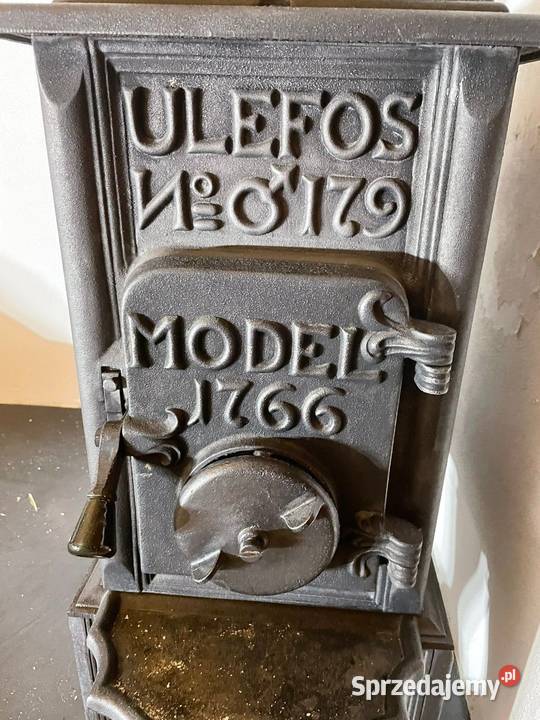 ULEFOS
No ♂ 179
MODEL
1766
Sprzedajemy.pl